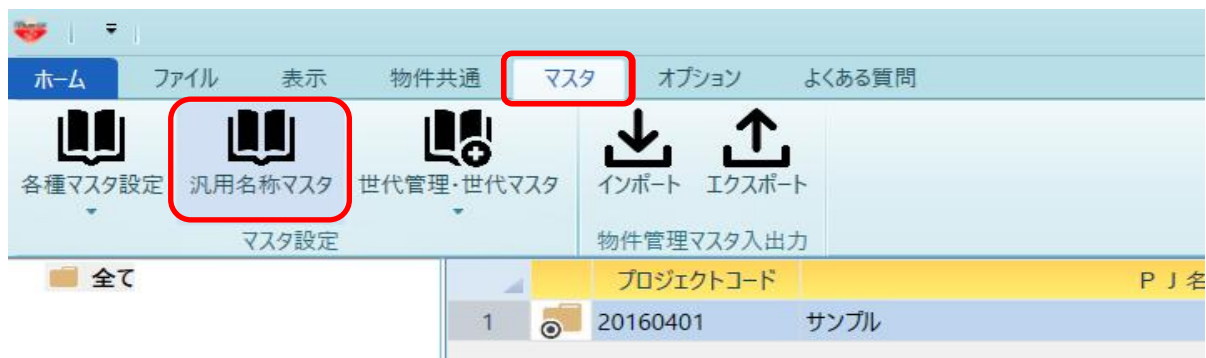 ホーム ファイル 表示 物件共通 マスタ オプション よくある質問
各種マスタ設定 汎用名称マスタ 世代管理・世代マスタ インポート エクスポート
マスタ設定 物件管理マスタ入出力
全て
プロジェクトコード ＰＪ名
1 20160401 サンプル